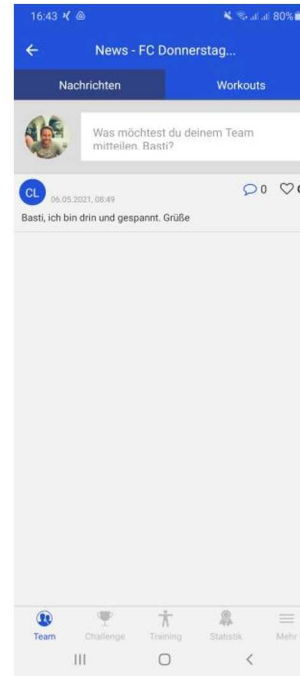 16:43
80%
News - FC Donnerstag...
Nachrichten
Workouts
Was möchtest du deinem Team
mitteilen, Basti?
CL
06.05.2021, 08:49
0
Basti, ich bin drin und gespannt. Grüße
Team
Challenge
Training
Statistik
Mehr